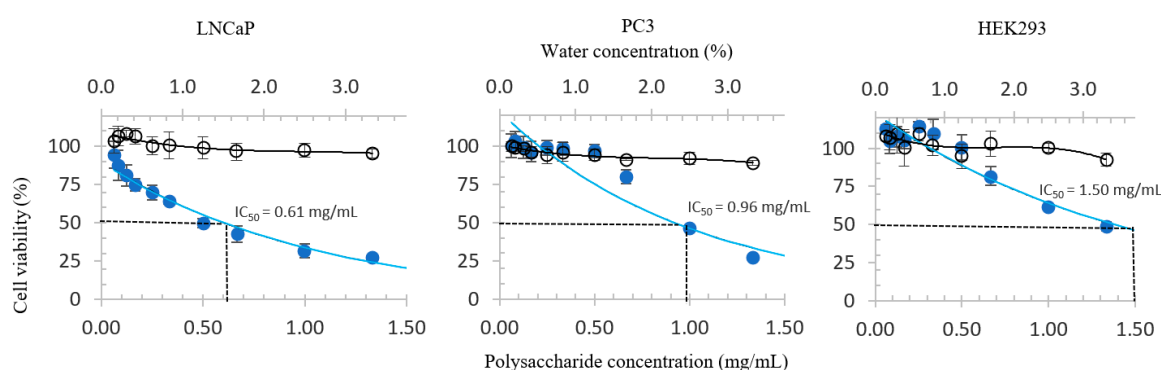 LNCaP
PC3
HEK293
Water concentration (%)
0.0 1.0 2.0 3.0
0.0 1.0 2.0 3.0
0.0 1.0 2.0 3.0
Cell viability (%)
100
75
50
25
0
100
75
50
25
0
100
75
50
25
0
IC50 = 0.61 mg/mL
IC50 = 0.96 mg/mL
IC50 = 1.50 mg/mL
0.00 0.50 1.00 1.50
0.00 0.50 1.00 1.50
0.00 0.50 1.00 1.50
Polysaccharide concentration (mg/mL)